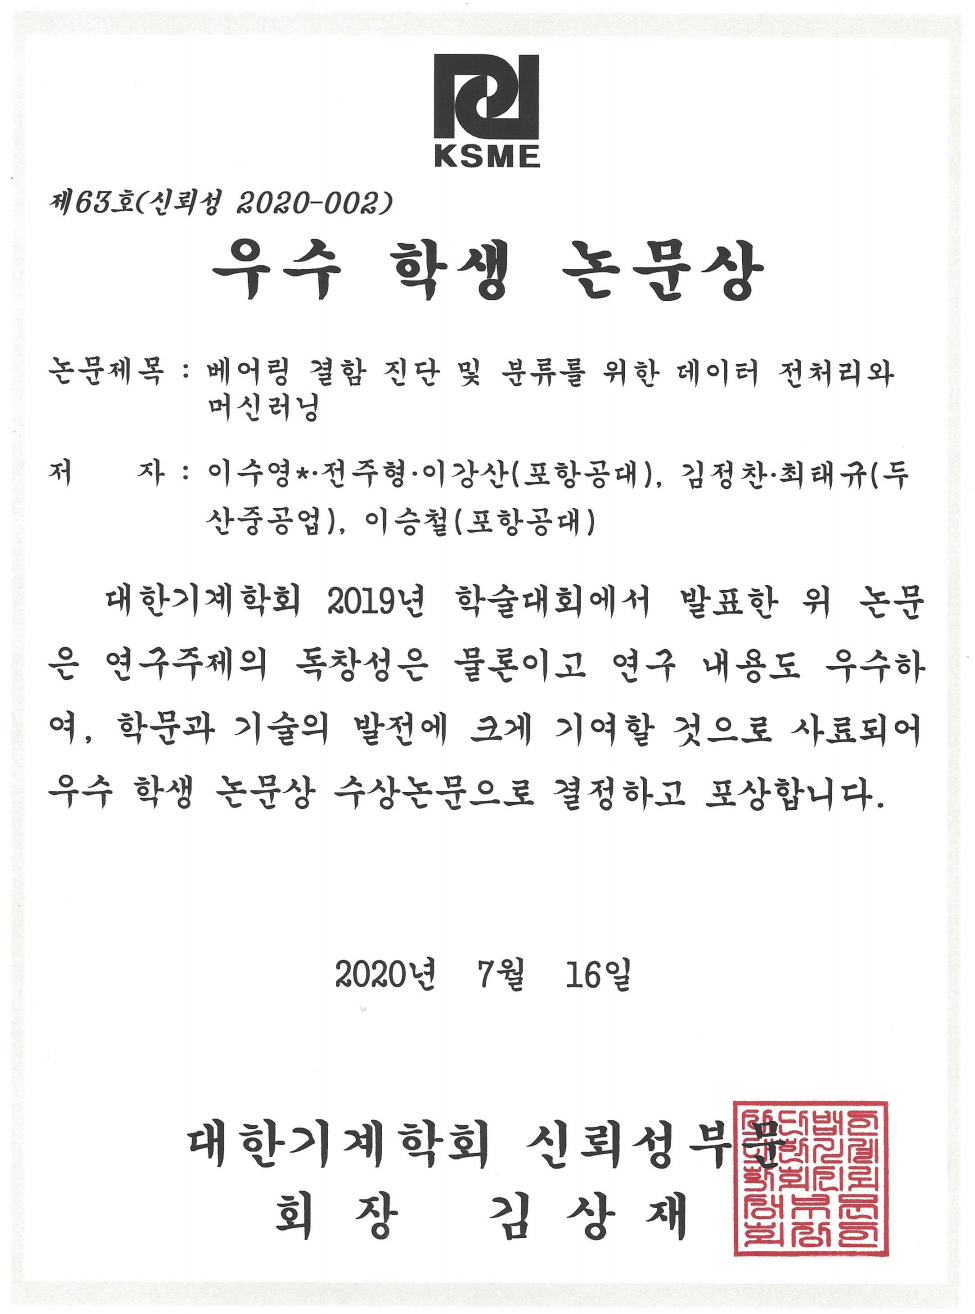 KSME
제63호(신뢰성 2020-002)
우수 학생 논문상
논문제목 : 베어링 결함 진단 및 분류를 위한 데이터 전처리와
머신러닝
저 자 : 이수영*·전주형·이강산(포항공대), 김정찬·최태규(두
산중공업), 이승철(포항공대)
대한기계학회 2019년 학술대회에서 발표한 위 논문
은 연구주제의 독창성은 물론이고 연구 내용도 우수하
여, 학문과 기술의 발전에 크게 기여할 것으로 사료되어
우수 학생 논문상 수상논문으로 결정하고 포상합니다.
2020년 7월 16일
대한기계학회 신뢰성부문
회 장 김 상 재